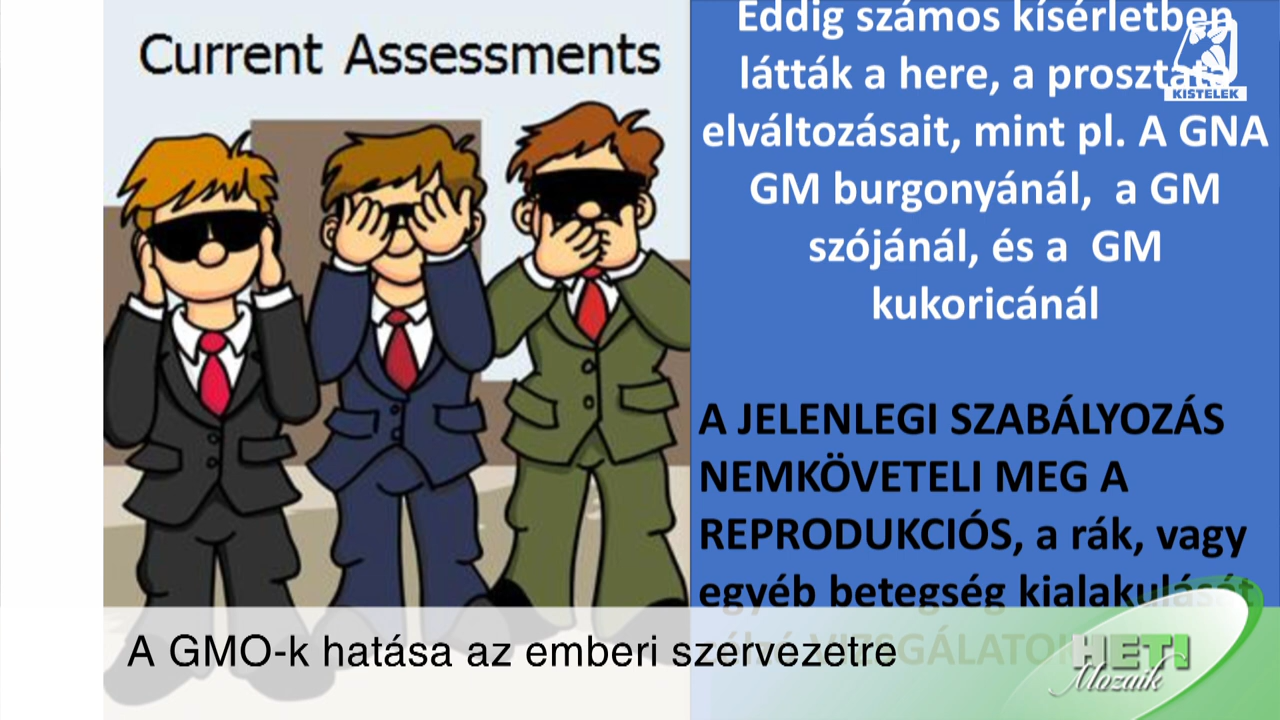 Current Assessments
Eddig számos kísérletben
látták a here, a prosztata
elváltozásait, mint pl. A GNA
GM burgonyánál, a GM
szójánál, és a GM
kukoricánál
A JELENLEGI SZABÁLYOZÁS
NEMKÖVETELI MEG A
REPRODUKCIÓS, a rák, vagy
egyéb betegség kialakulását
KISTELEK
A GMO-k hatása az emberi szervezetre
HETI
Mozaik